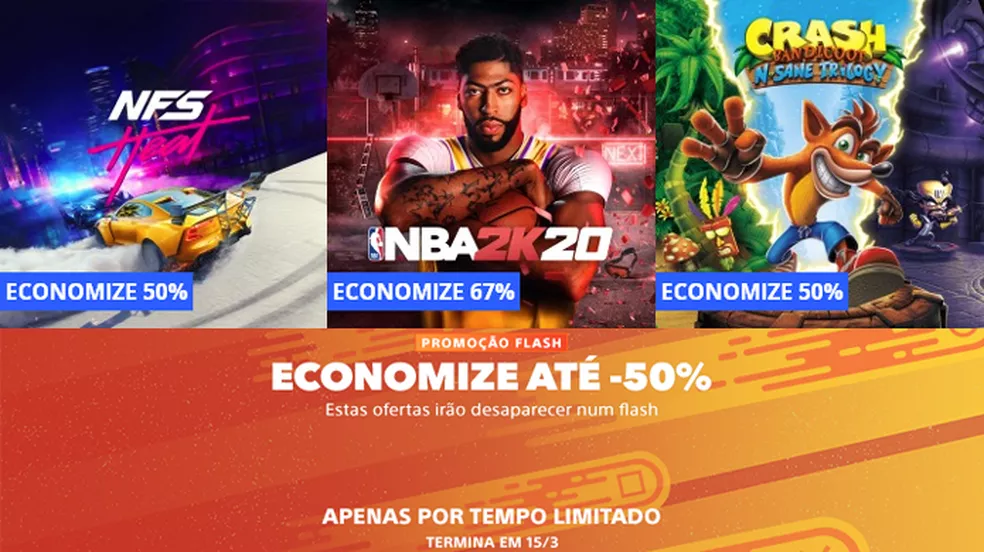 NFS
Heat
ECONOMIZE 50%
NEXT
NBA2K20
ECONOMIZE 67%
CRASH
BANDICOOT
N. SANE TRILOGY
ECONOMIZE 50%
PROMOÇÃO FLASH
ECONOMIZE ATÉ -50%
Estas ofertas irão desaparecer num flash
APENAS POR TEMPO LIMITADO
TERMINA EM 15/3